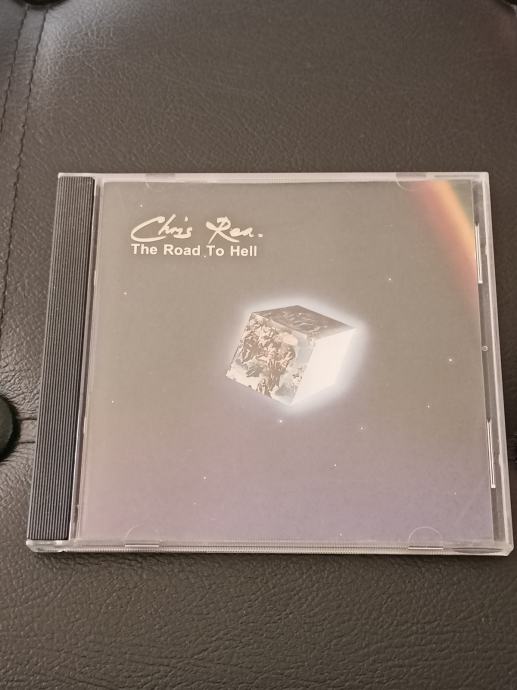 Chris Rea.
The Road To Hell